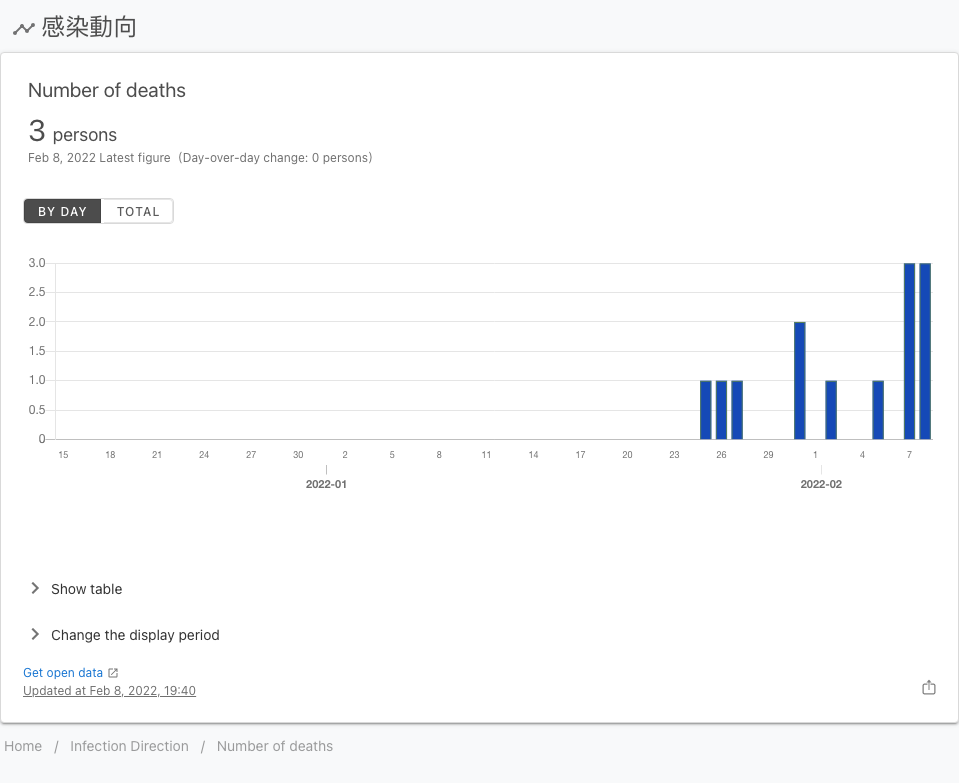 感染動向
Number of deaths
3 persons
Feb 8, 2022 Latest figure (Day-over-day change: 0 persons)
BY DAY TOTAL
3.0
2.5
2.0
1.5
1.0
0.5
0
15 18 21 24 27 30 2 5 8 11 14 17 20 23 26 29 1 4 7
2022-01 2022-02
Show table
Change the display period
Get open data
Updated at Feb 8, 2022, 19:40
Home / Infection Direction / Number of deaths